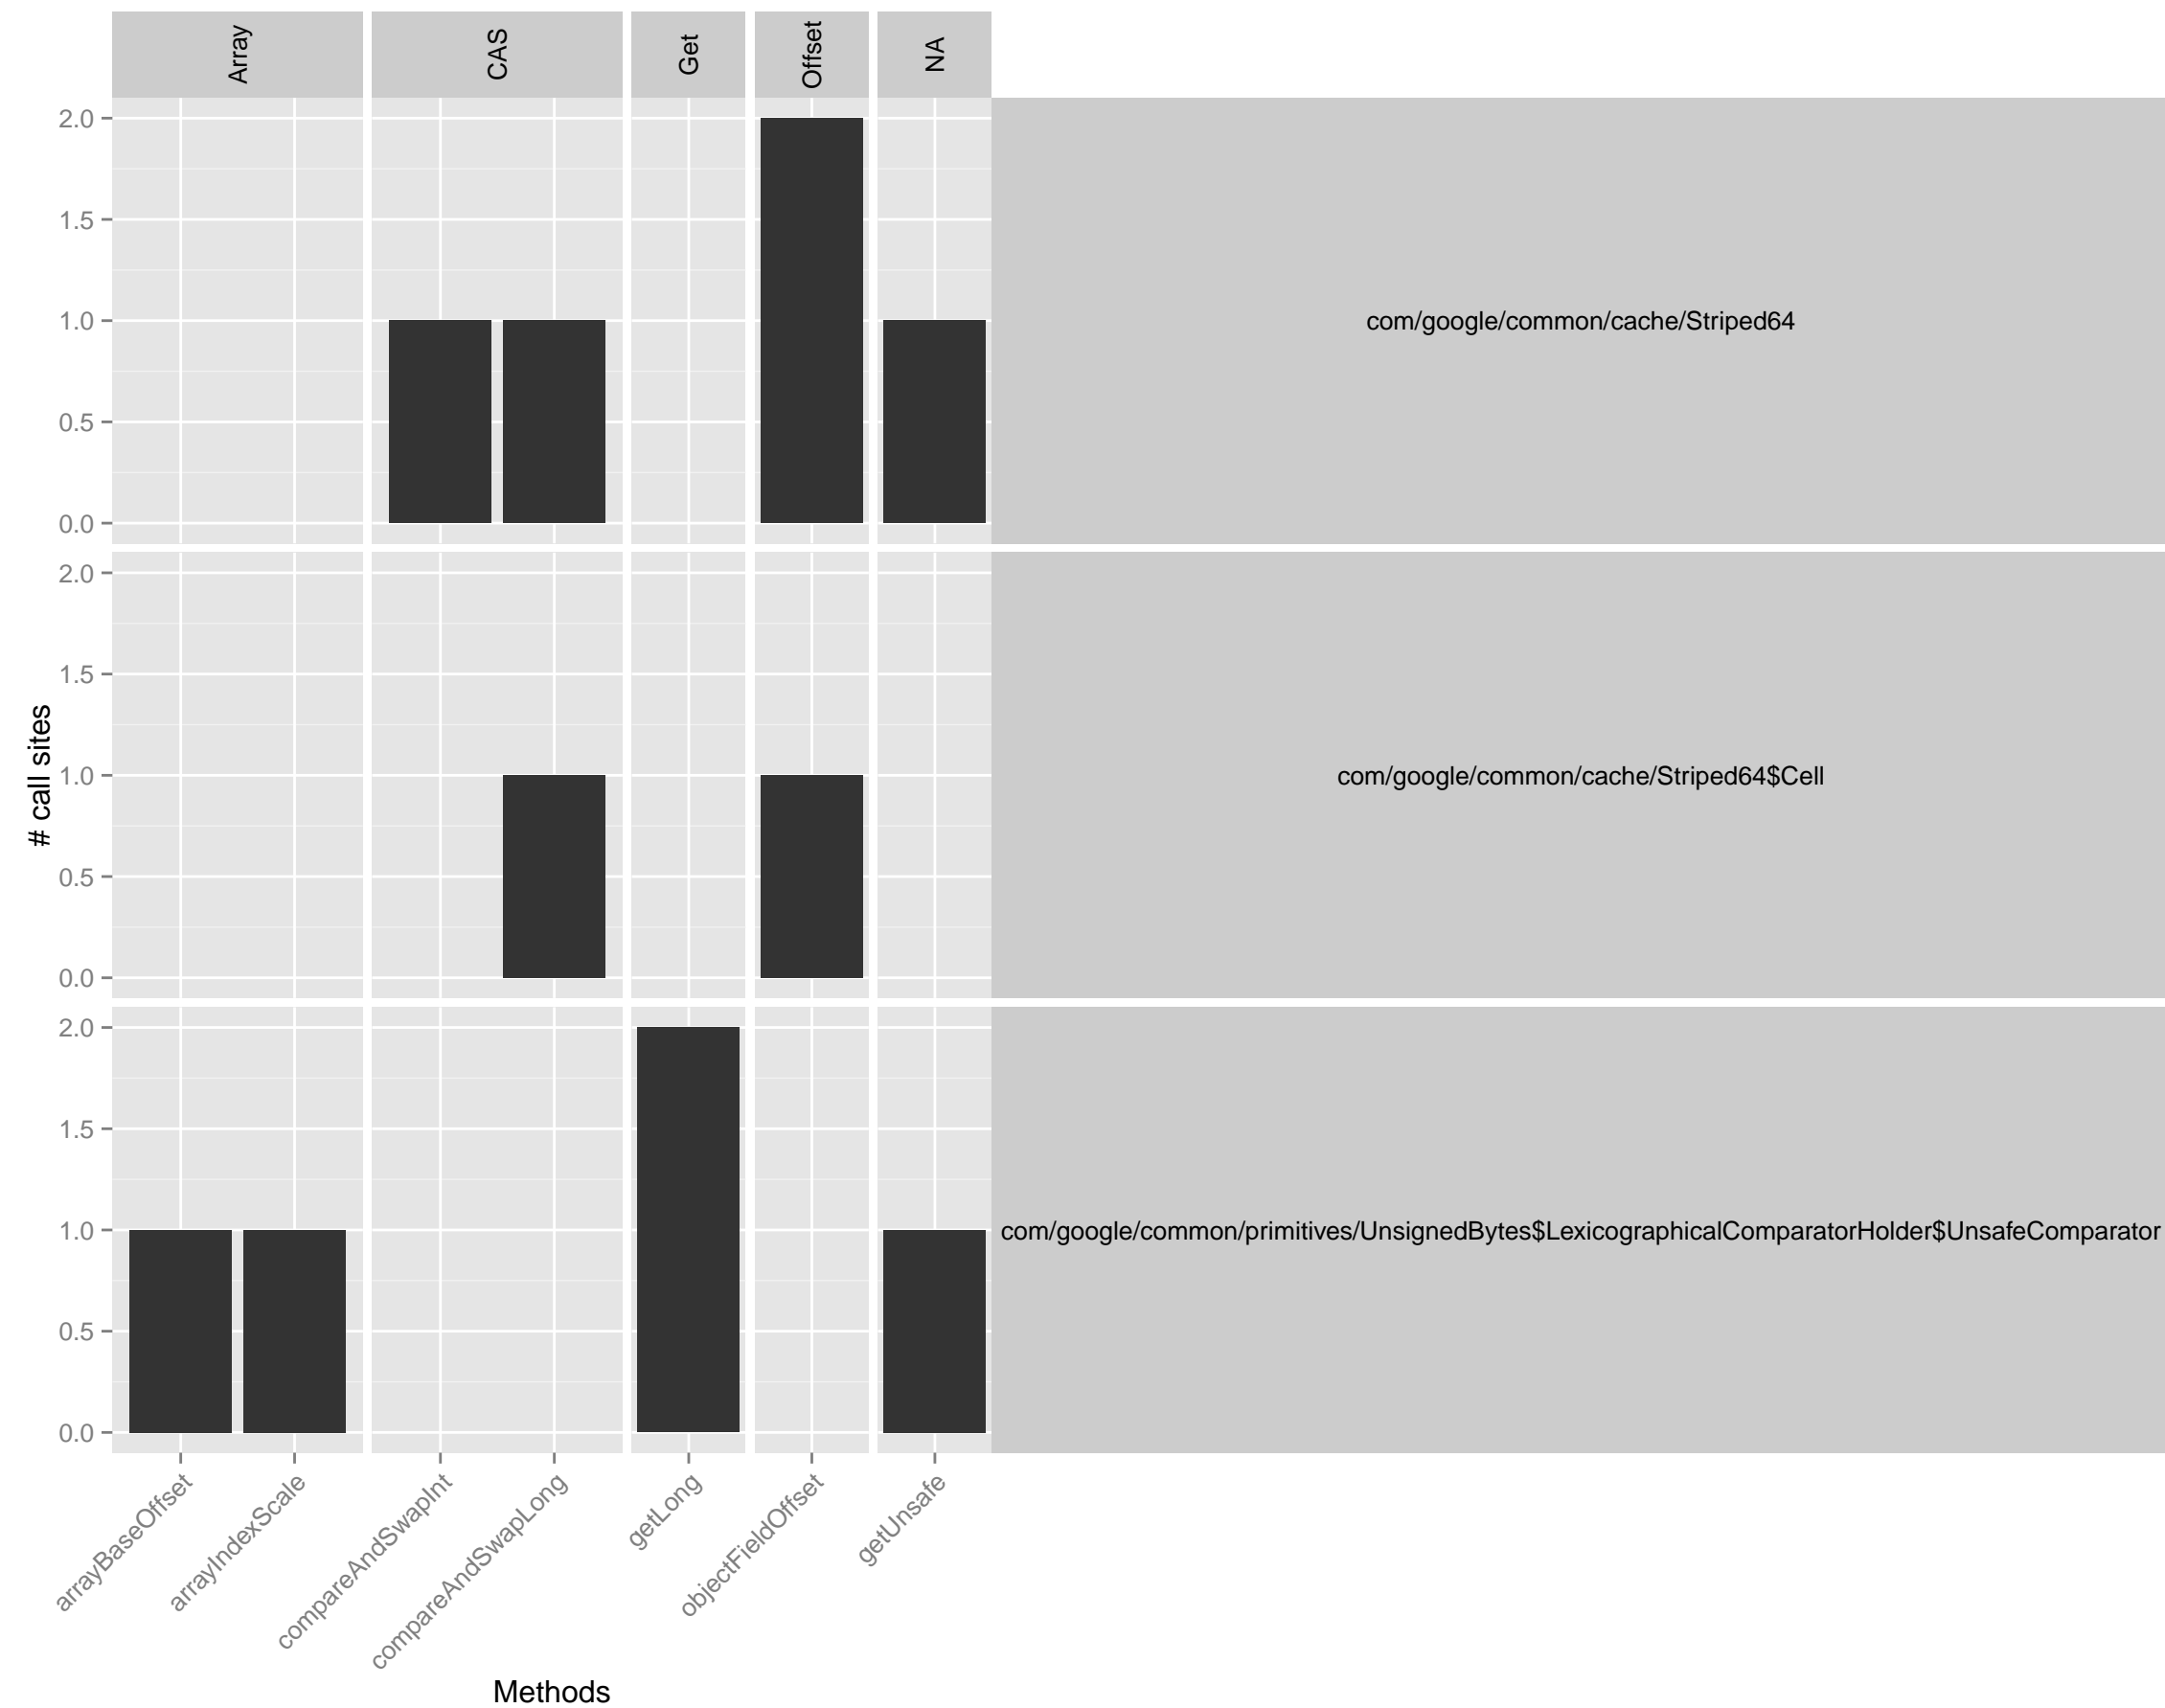 Array
CAS
Get
Offset
NA
2.0
1.5
1.0
0.5
0.0
com/google/common/cache/Striped64
2.0
1.5
1.0
0.5
0.0
com/google/common/cache/Striped64$Cell
# call sites
2.0
1.5
1.0
0.5
0.0
com/google/common/primitives/UnsignedBytes$LexicographicalComparatorHolder$UnsafeComparator
arrayBaseOffset
arrayIndexScale
compareAndSwapInt
compareAndSwapLong
getLong
objectFieldOffset
getUnsafe
Methods